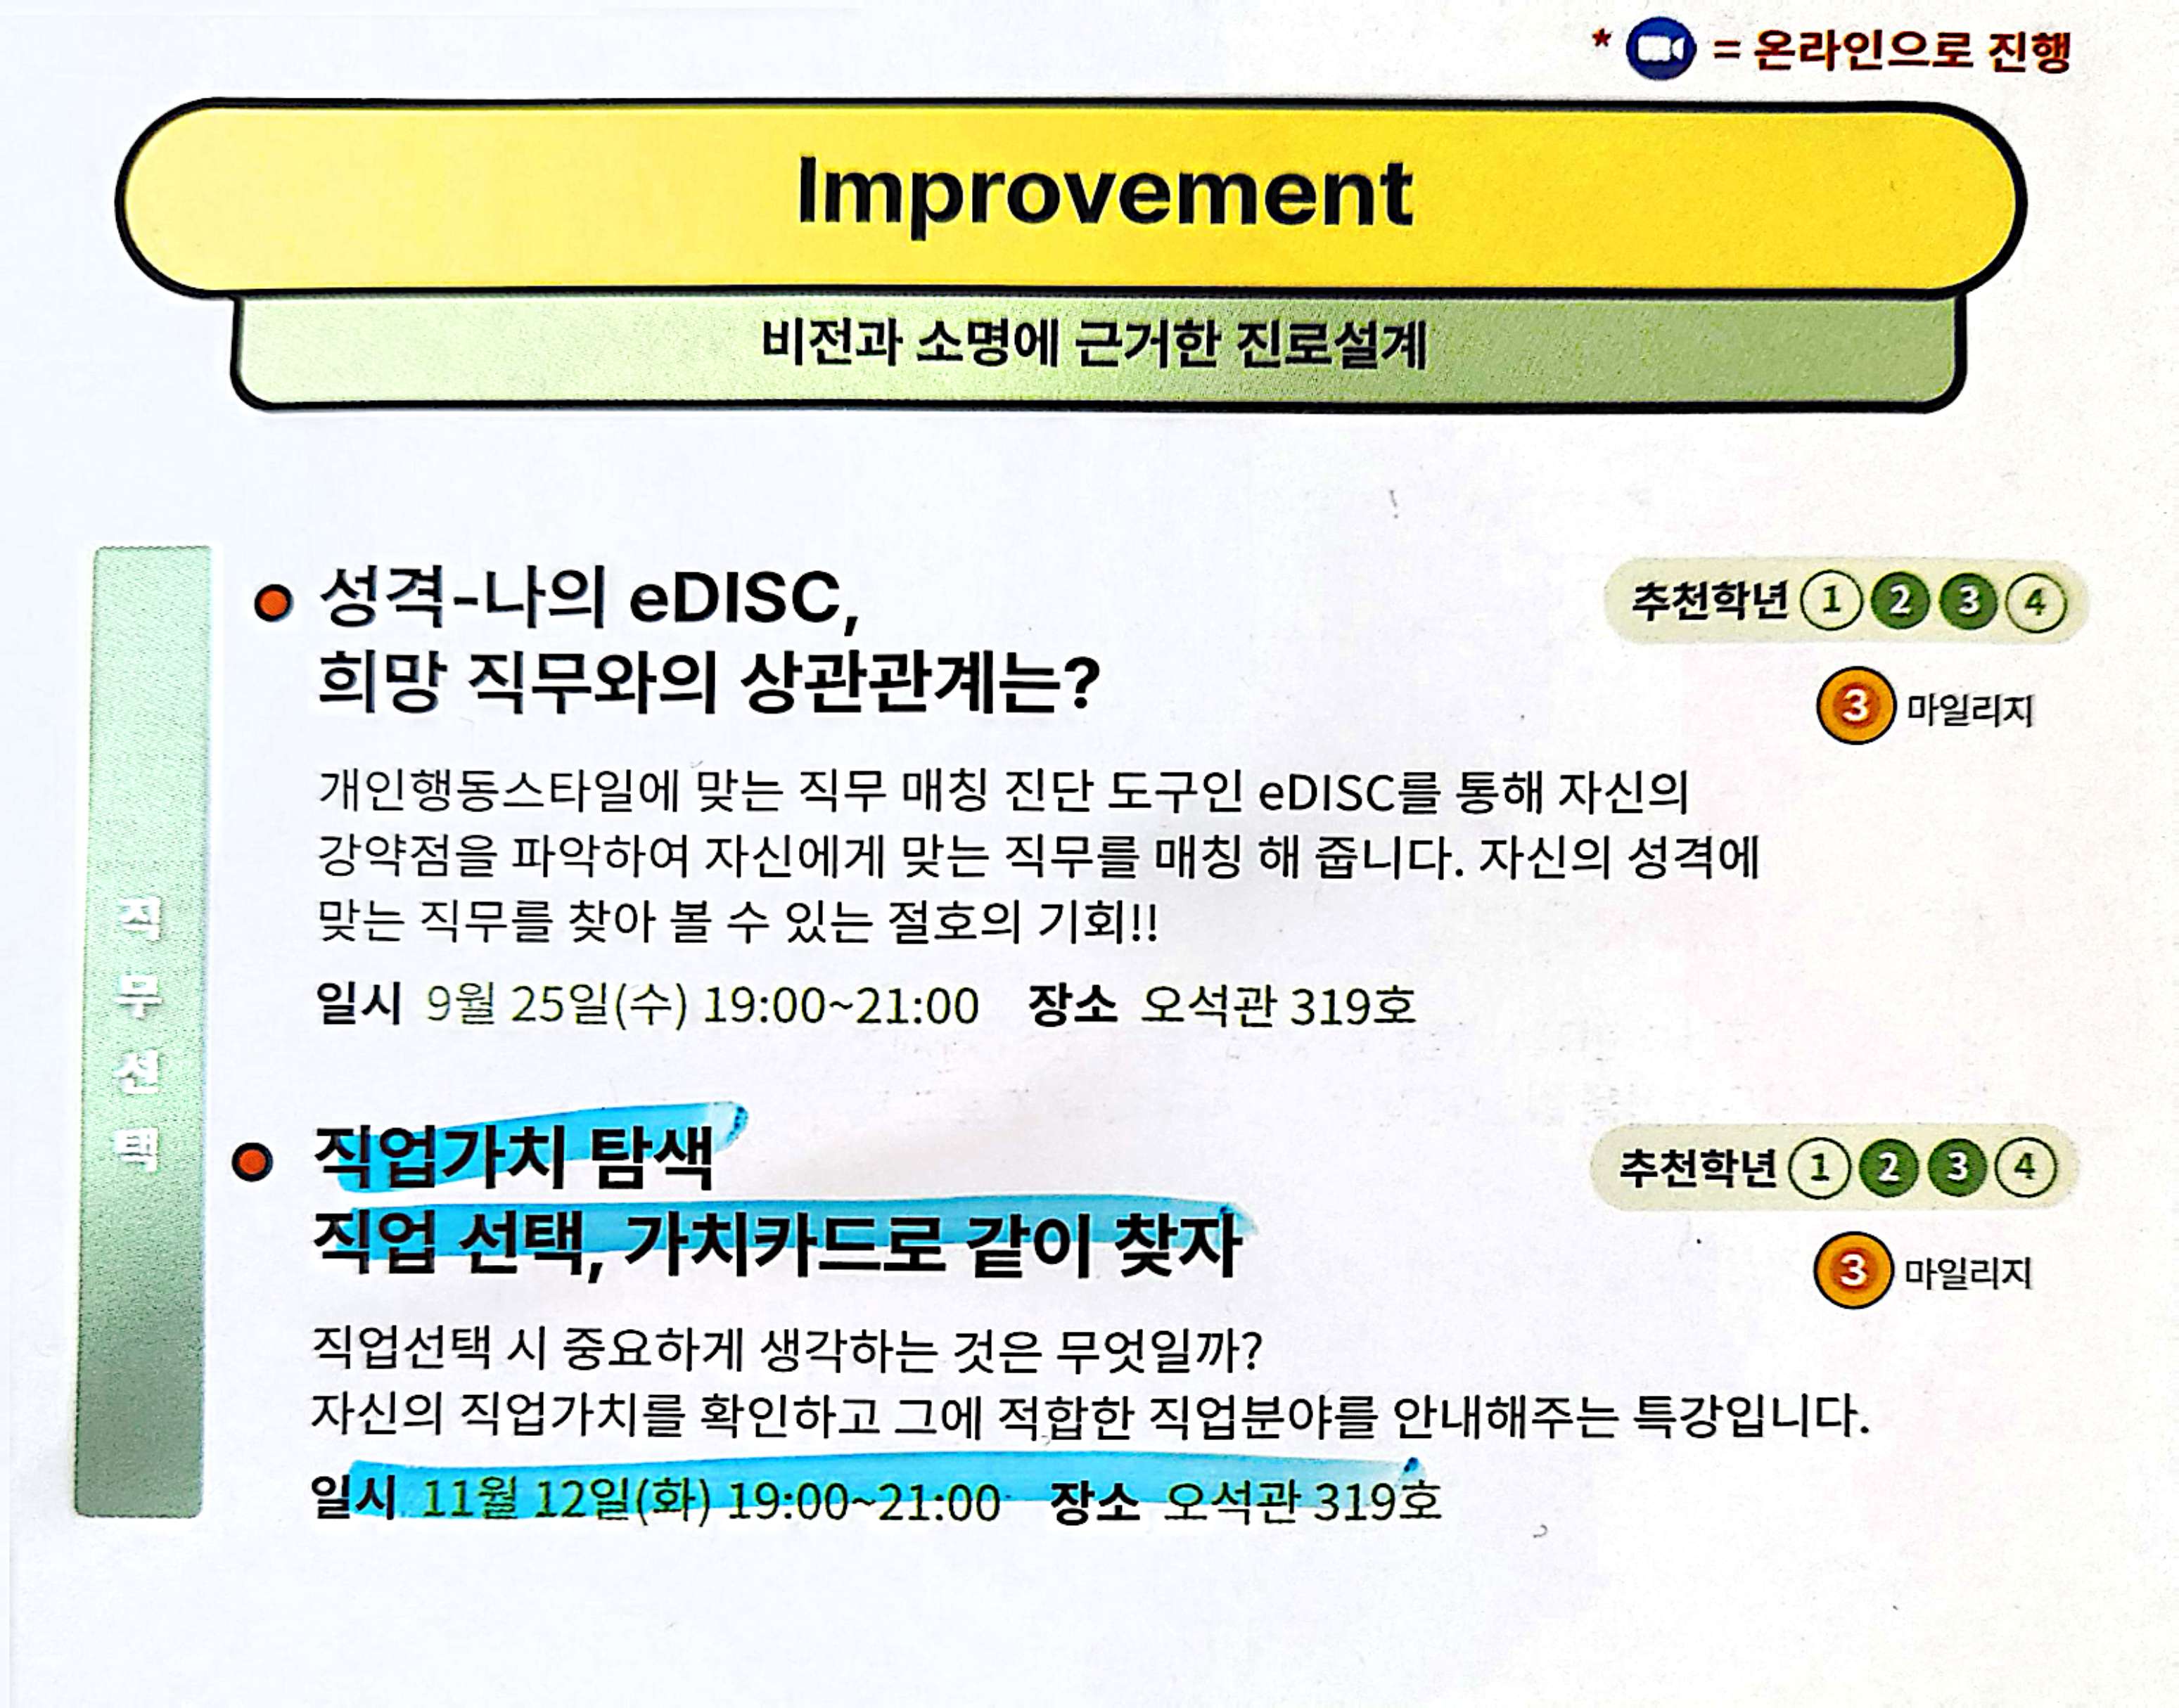 * = 온라인으로 진행
Improvement
비전과 소명에 근거한 진로설계
직무선택
성격-나의 eDISC,
희망 직무와의 상관관계는?
추천학년 1 2 3 4
3 마일리지
개인행동스타일에 맞는 직무 매칭 진단 도구인 eDISC를 통해 자신의
강약점을 파악하여 자신에게 맞는 직무를 매칭 해 줍니다. 자신의 성격에
맞는 직무를 찾아 볼 수 있는 절호의 기회!!
일시 9월 25일(수) 19:00~21:00 장소 오석관 319호
직업가치 탐색
직업 선택, 가치카드로 같이 찾자
추천학년 1 2 3 4
3 마일리지
직업선택 시 중요하게 생각하는 것은 무엇일까?
자신의 직업가치를 확인하고 그에 적합한 직업분야를 안내해주는 특강입니다.
일시 11월 12일(화) 19:00~21:00 장소 오석관 319호